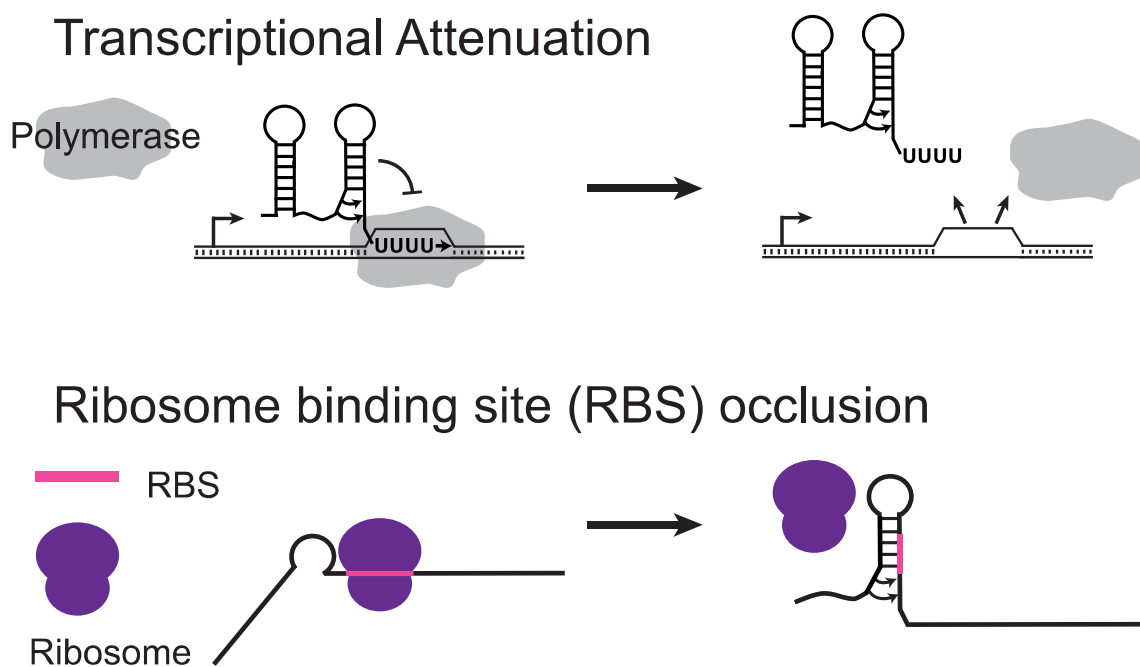 Transcriptional Attenuation
Polymerase
UUUU
UUUU
Ribosome binding site (RBS) occlusion
RBS
Ribosome